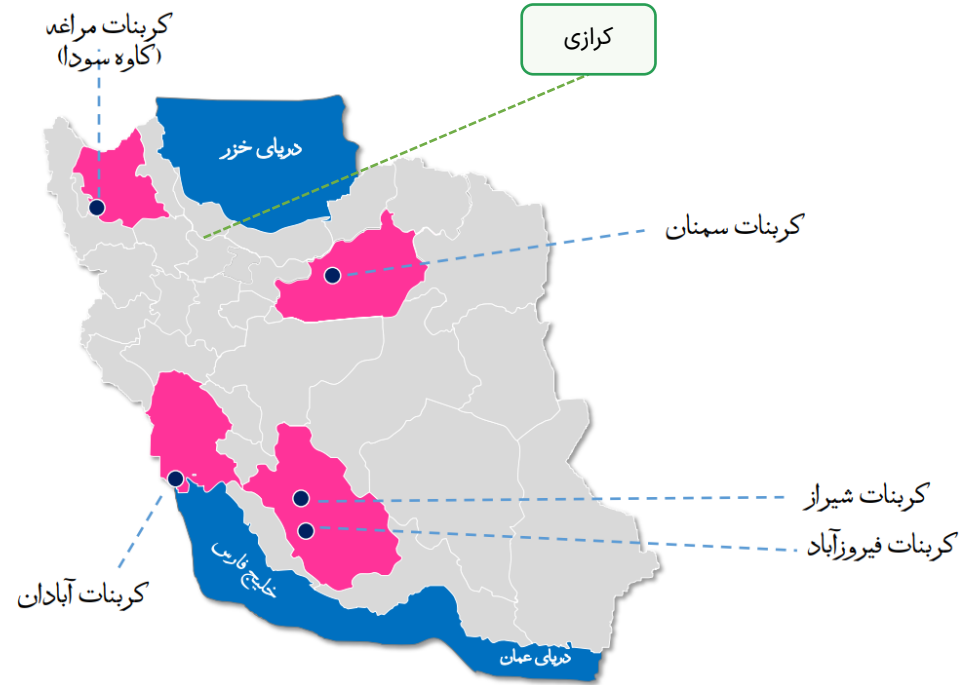 کربنات مراغه
(کاوه سودا)
کرازی
دریای خزر
کربنات سمنان
کربنات شیراز
کربنات فیروزآباد
خلیج فارس
کربنات آبادان
دریای عمان